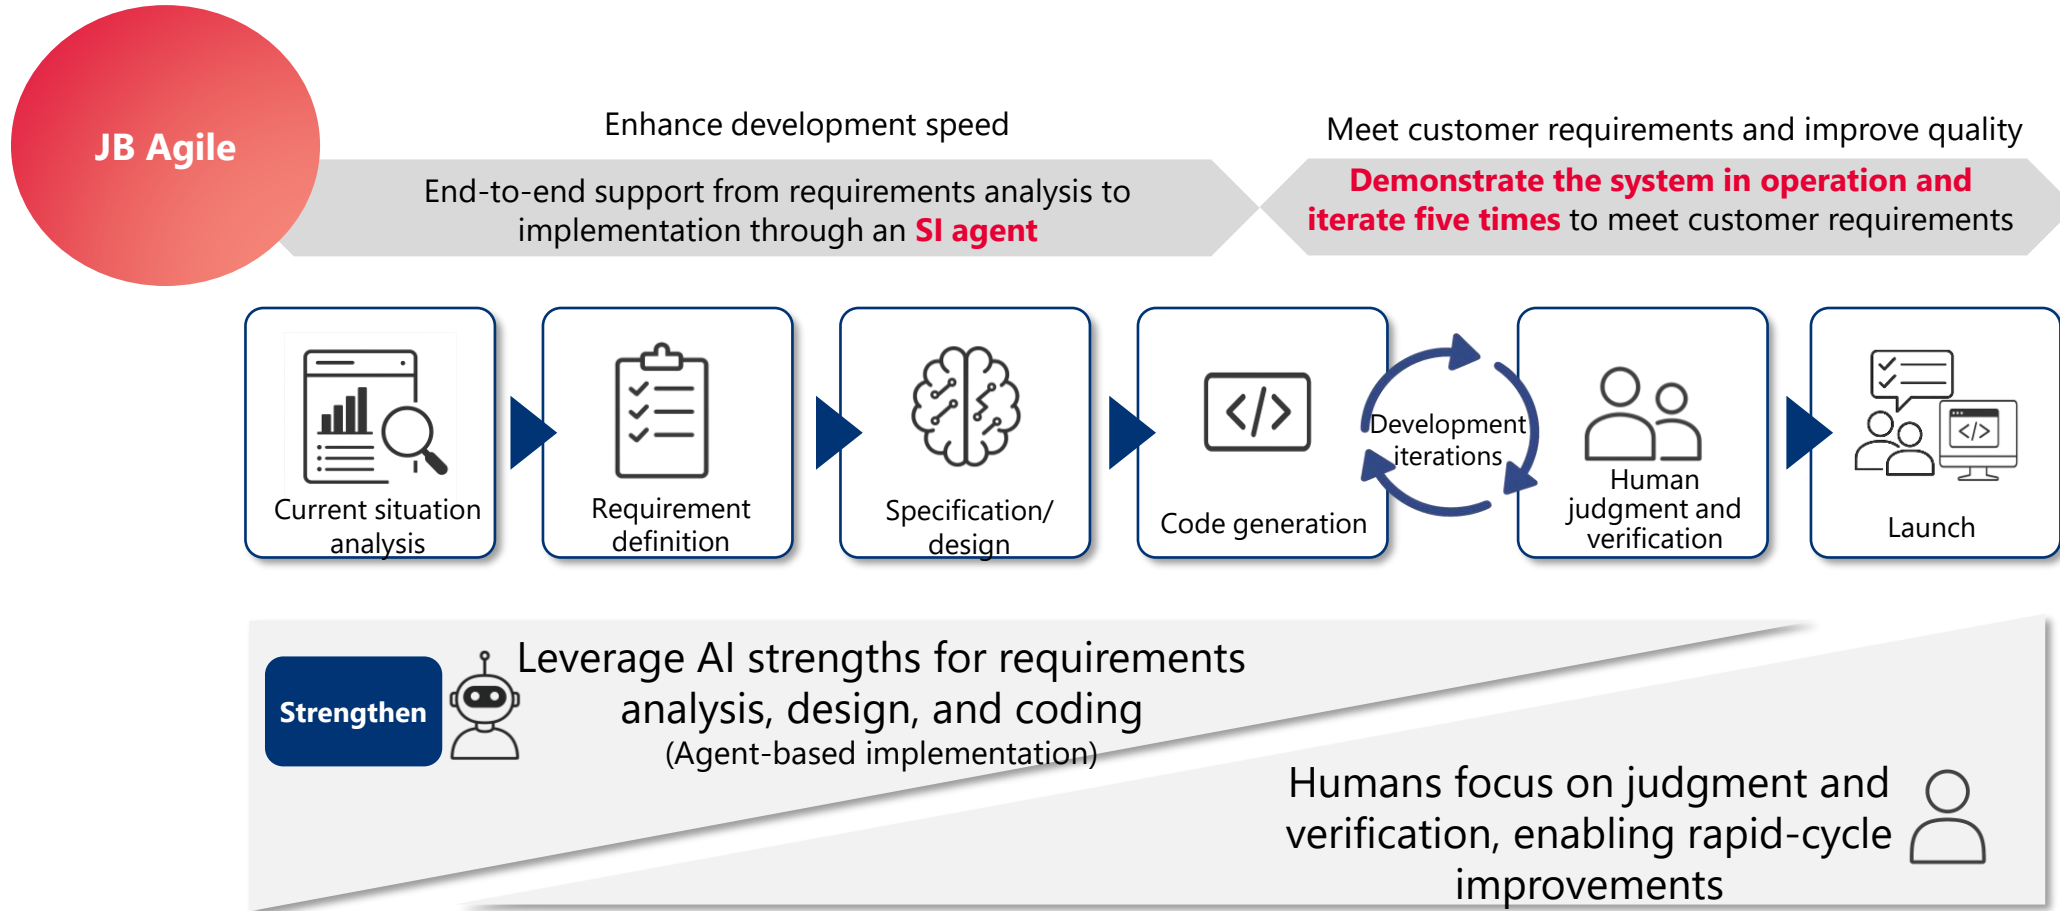 JB Agile
Enhance development speed
End-to-end support from requirements analysis to
implementation through an SI agent
Meet customer requirements and improve quality
Demonstrate the system in operation and
iterate five times to meet customer requirements
Current situation
analysis
Requirement
definition
Specification/
design
Code generation
Development
iterations
Human
judgment and
verification
Launch
Strengthen
Leverage AI strengths for requirements
analysis, design, and coding
(Agent-based implementation)
Humans focus on judgment and
verification, enabling rapid-cycle
improvements